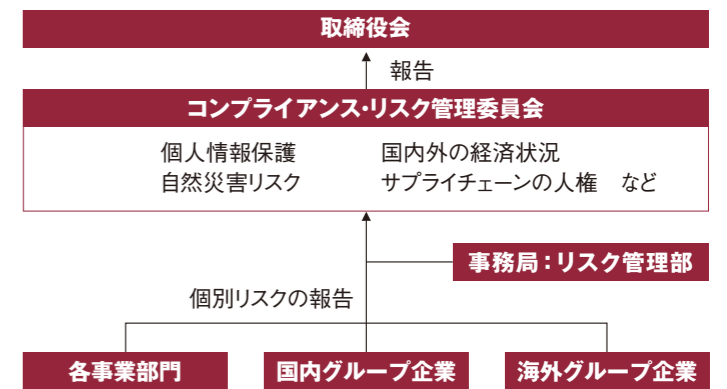 取締役会
報告
コンプライアンス・リスク管理委員会
個人情報保護　国内外の経済状況
自然災害リスク　サプライチェーンの人権　など
事務局：リスク管理部
個別リスクの報告
各事業部門　国内グループ企業　海外グループ企業